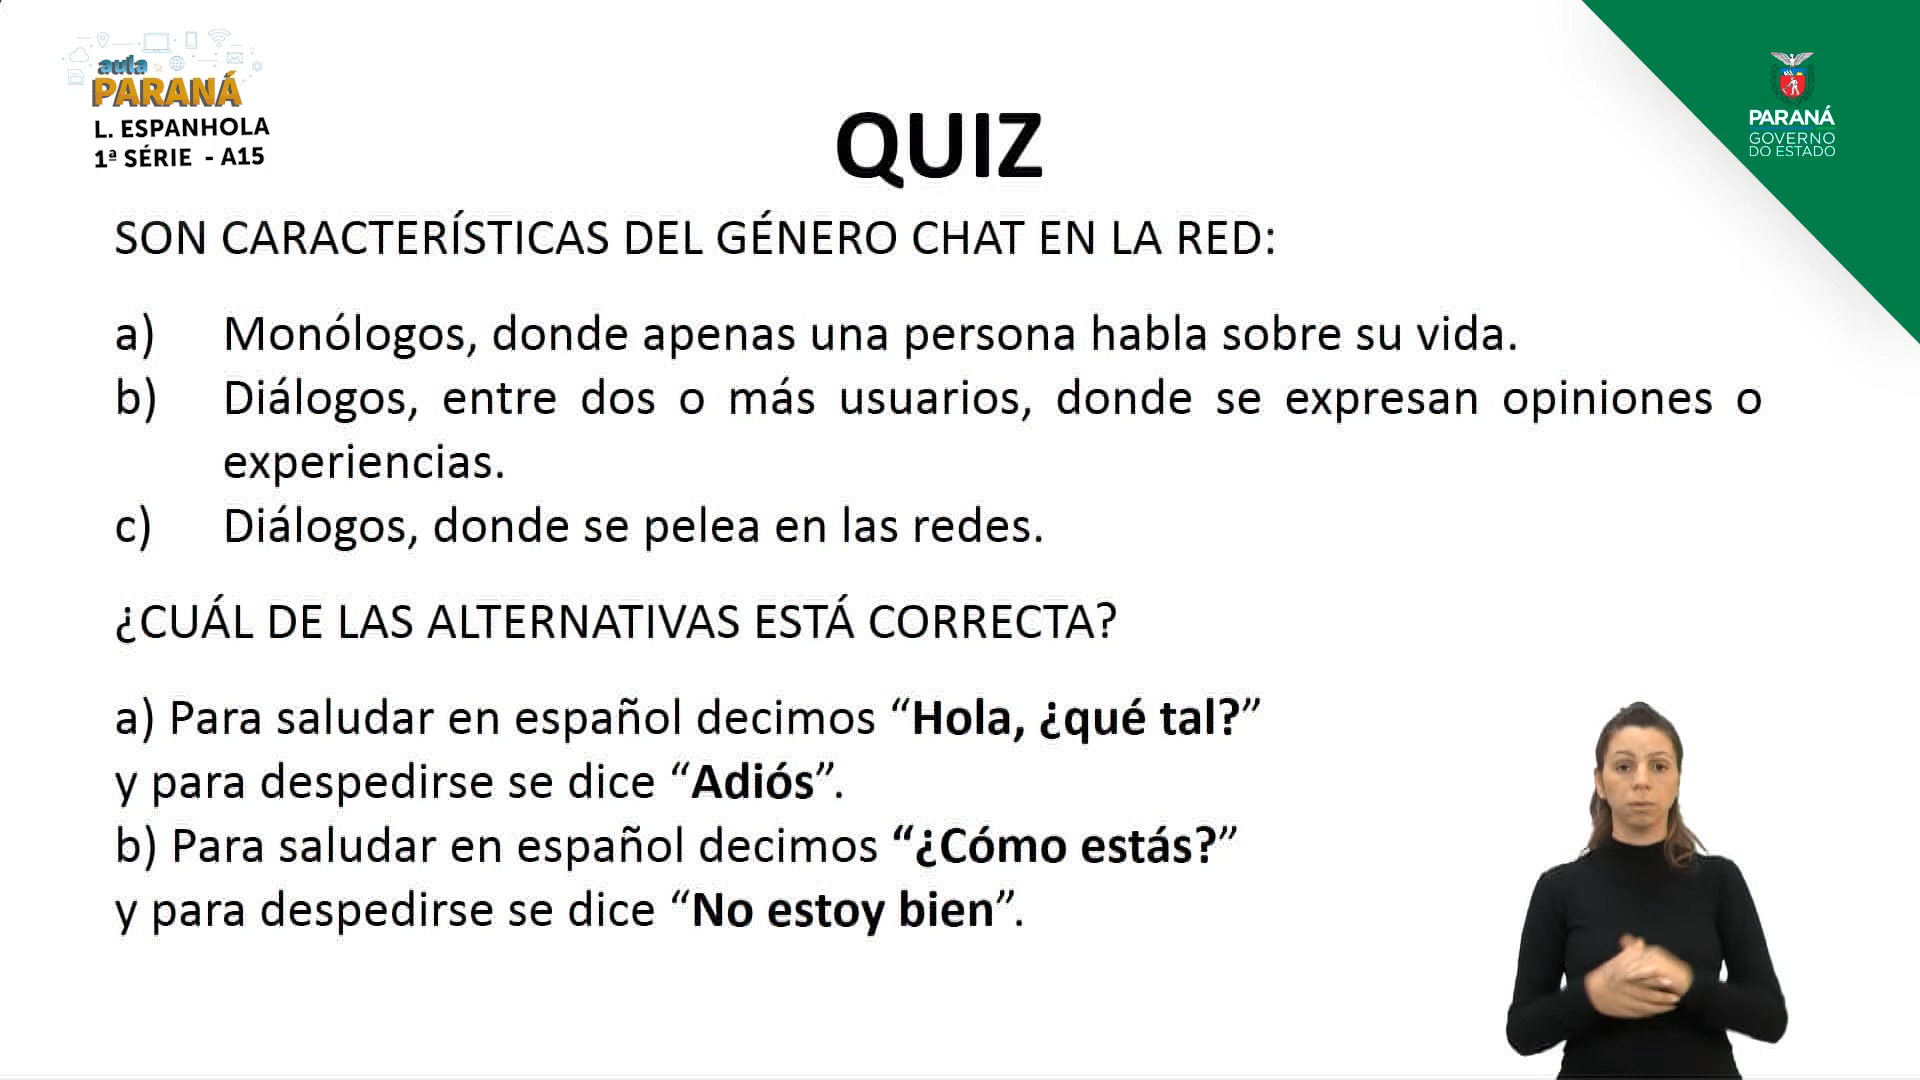 aula
PARANÁ
L. ESPANHOLA
1ª SÉRIE - A15
PARANÁ
GOVERNO
DO ESTADO
QUIZ
SON CARACTERÍSTICAS DEL GÉNERO CHAT EN LA RED:
a) Monólogos, donde apenas una persona habla sobre su vida.
b) Diálogos, entre dos o más usuarios, donde se expresan opiniones o
experiencias.
c) Diálogos, donde se pelea en las redes.
¿CUÁL DE LAS ALTERNATIVAS ESTÁ CORRECTA?
a) Para saludar en español decimos “Hola, ¿qué tal?”
y para despedirse se dice “Adiós”.
b) Para saludar en español decimos “¿Cómo estás?”
y para despedirse se dice “No estoy bien”.